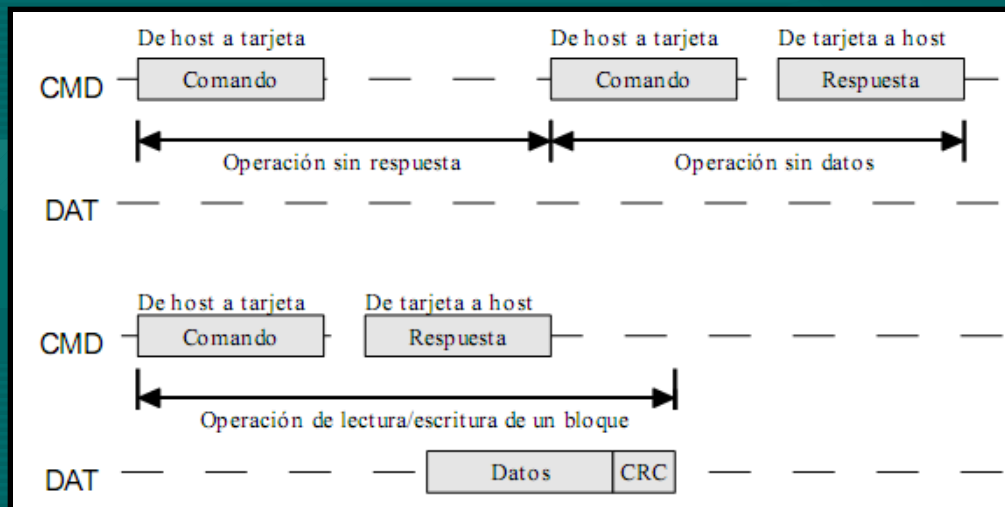 De host a tarjeta De host a tarjeta De tarjeta a host
CMD Comando Comando Respuesta
Operación sin respuesta Operación sin datos
DAT
De host a tarjeta De tarjeta a host
CMD Comando Respuesta
Operación de lectura/escritura de un bloque
DAT Datos CRC